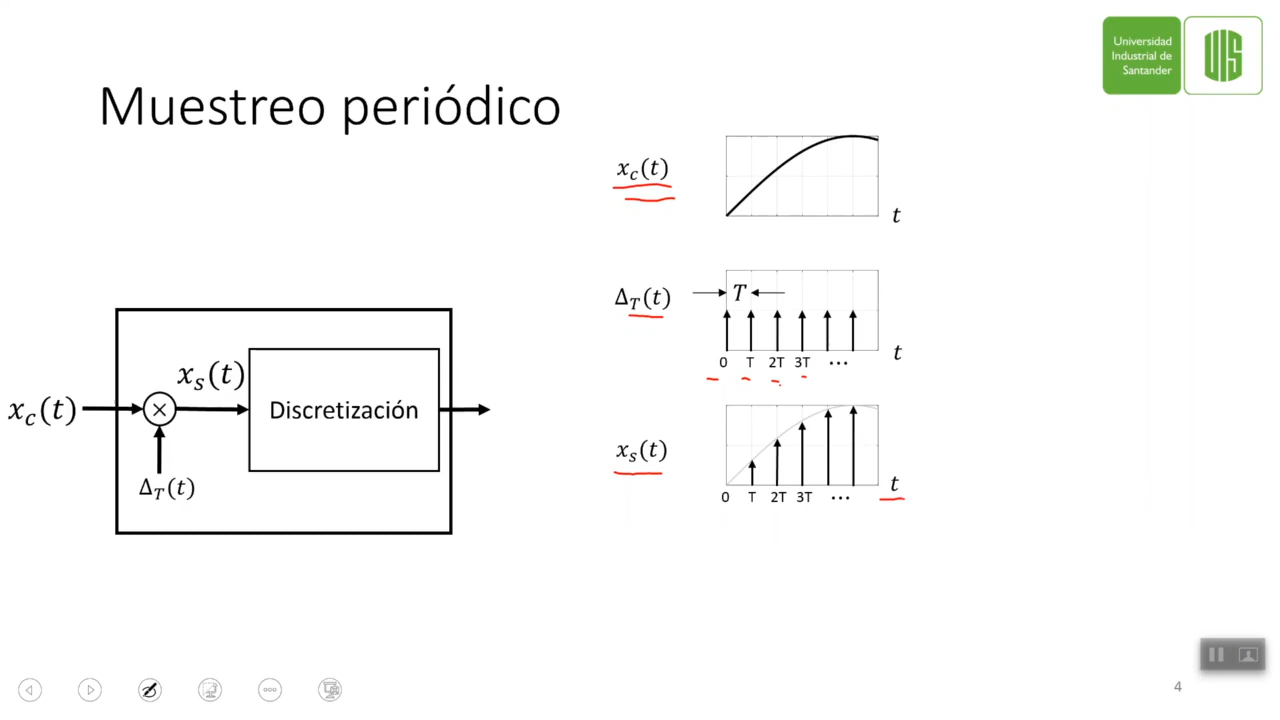 Universidad
Industrial de
Santander
UIS
Muestreo periódico
x_c(t)
t
Δ_T(t)
T
0 T 2T 3T ...
t
x_s(t)
t
0 T 2T 3T ...
x_c(t)
×
x_s(t)
Discretización
Δ_T(t)
4